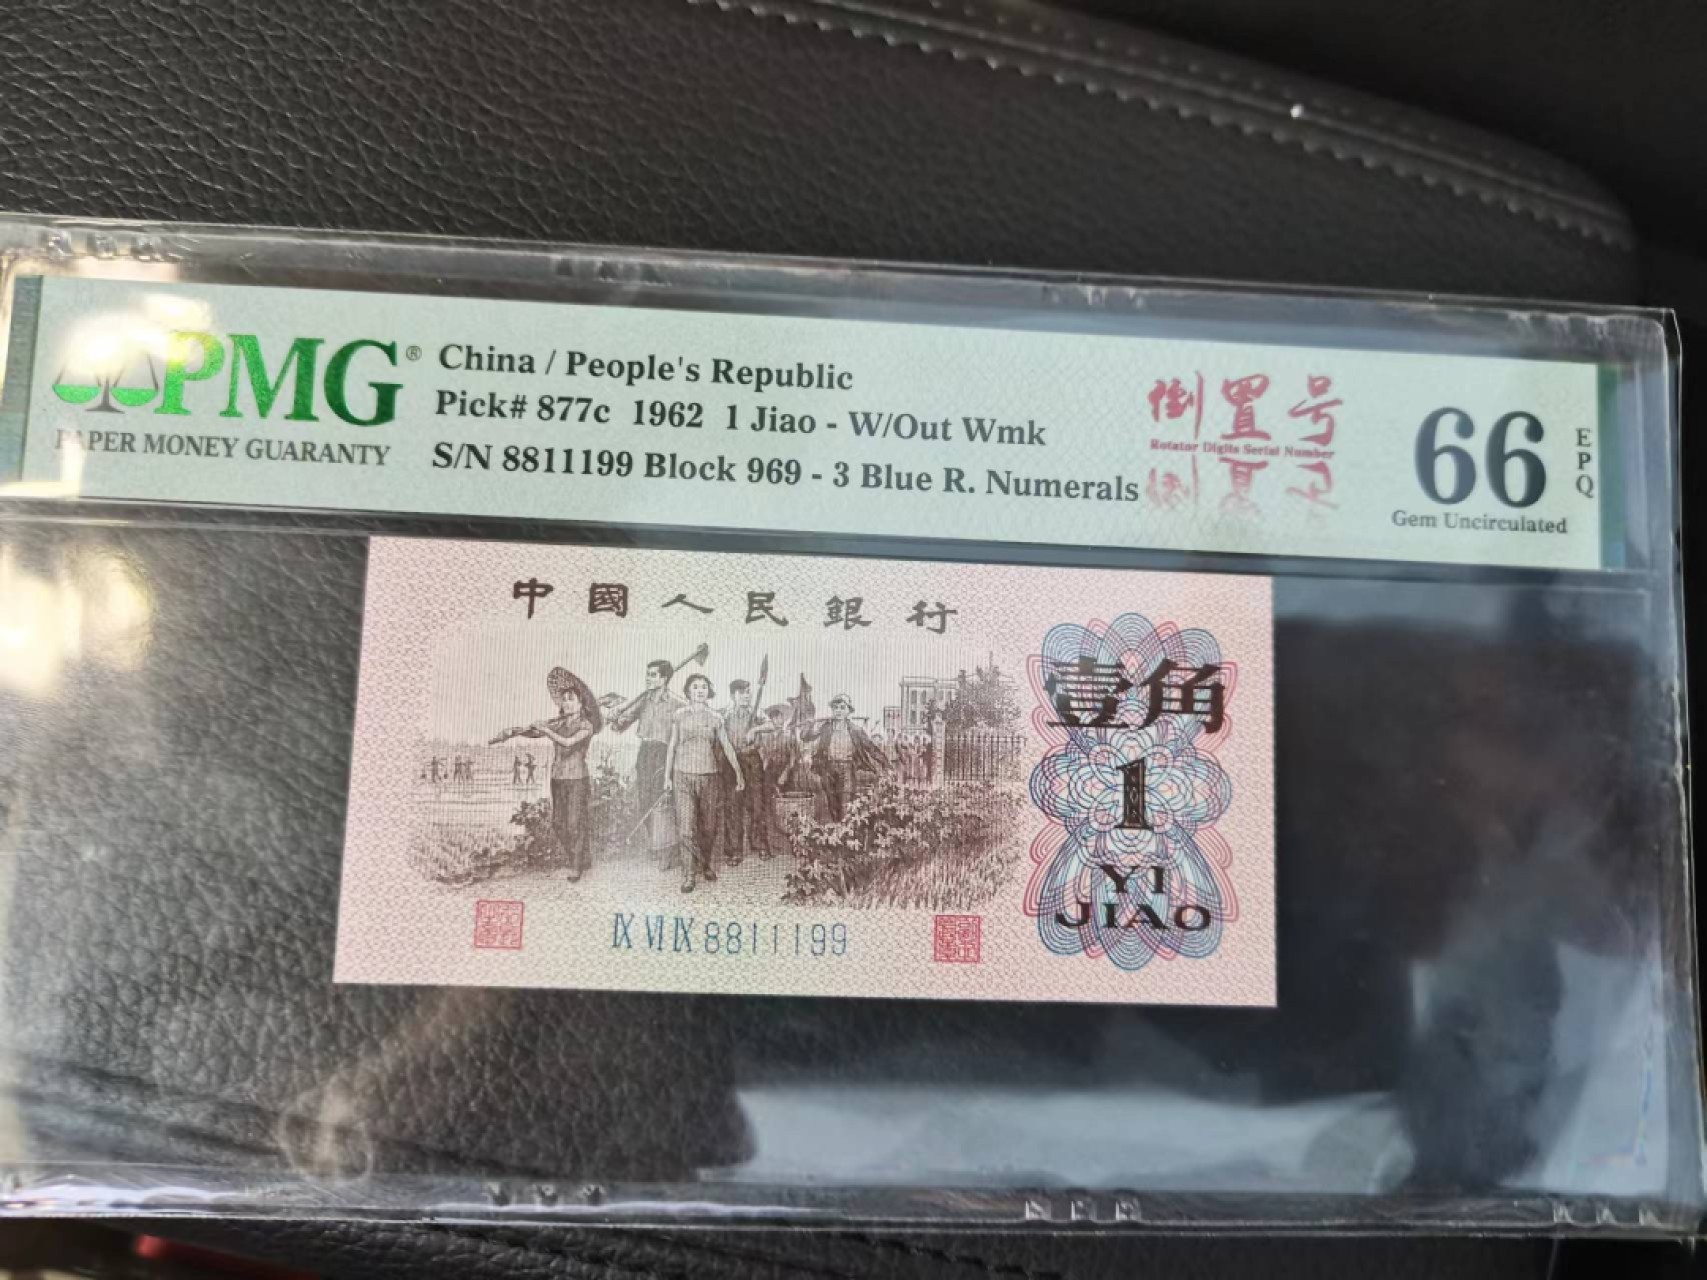 PMG®
PAPER MONEY GUARANTY
China / People's Republic
Pick# 877c 1962 1 Jiao - W/Out Wmk
S/N 8811199 Block 969 - 3 Blue R. Numerals
倒置号
Rotator Digits Serial Number
66
EPQ
Gem Uncirculated
中國人民銀行
壹角
1
YI
JIAO
IX VI IX 8811199